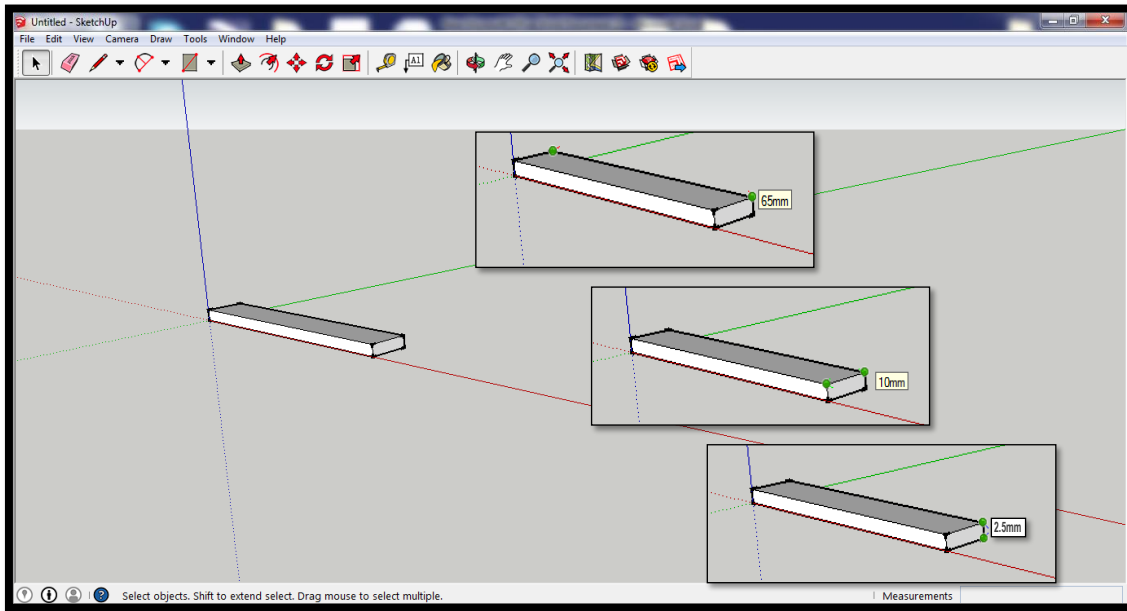 Untitled - SketchUp
File Edit View Camera Draw Tools Window Help
A1
65mm
10mm
2.5mm
Select objects. Shift to extend select. Drag mouse to select multiple.
Measurements